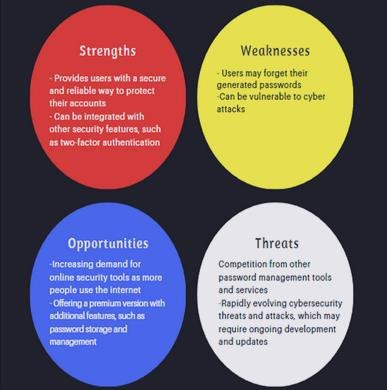 Strengths
- Provides users with a secure
and reliable way to protect
their accounts
- Can be integrated with
other security features, such
as two-factor authentication
Weaknesses
- Users may forget their
generated passwords
-Can be vulnerable to cyber
attacks
Opportunities
-Increasing demand for
online security tools as more
people use the internet
- Offering a premium version with
additional features, such as
password storage and
management
Threats
Competition from other
password management tools
and services
-Rapidly evolving cybersecurity
threats and attacks, which may
require ongoing development
and updates